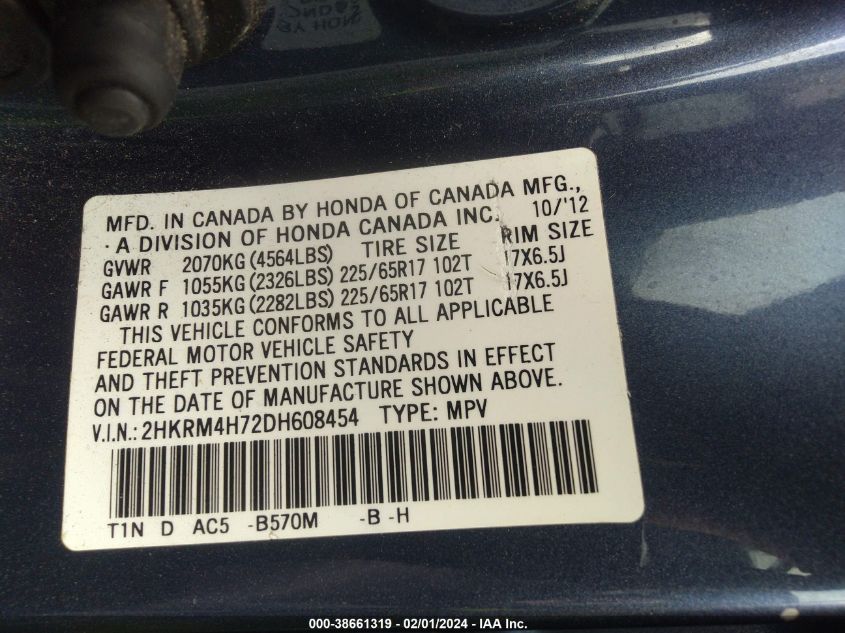 MFD. IN CANADA BY HONDA OF CANADA MFG.,
· A DIVISION OF HONDA CANADA INC. 10/'12
GVWR 2070KG (4564LBS) TIRE SIZE RIM SIZE
GAWR F 1055KG (2326LBS) 225/65R17 102T 17X6.5J
GAWR R 1035KG (2282LBS) 225/65R17 102T 17X6.5J
THIS VEHICLE CONFORMS TO ALL APPLICABLE
FEDERAL MOTOR VEHICLE SAFETY
AND THEFT PREVENTION STANDARDS IN EFFECT
ON THE DATE OF MANUFACTURE SHOWN ABOVE.
V.I.N.: 2HKRM4H72DH608454 TYPE: MPV
T1N D AC5 -B570M -B -H
000-38661319 - 02/01/2024 - IAA Inc.